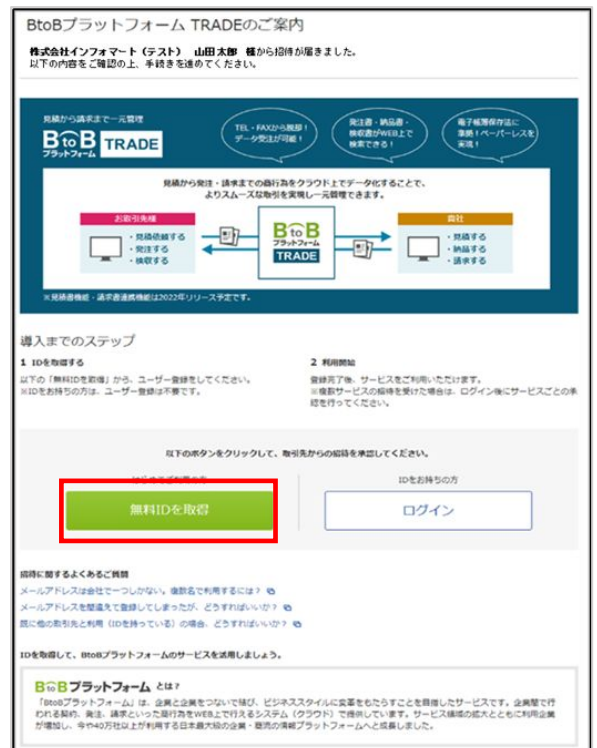 BtoBプラットフォーム TRADEのご案内
株式会社インフォマート（テスト） 山田 太郎 様から招待が届きました。
以下の内容をご確認の上、手続きを進めてください。
見積から請求まで一元管理
BtoB
プラットフォーム
TRADE
TEL・FAXから脱却！
データ受注が可能！
発注書・納品書・
検収書がWEB上で
検索できる！
電子帳簿保存法に
準拠！ペーパーレスを
実現！
見積から発注・請求までの商行為をクラウド上でデータ化することで、
よりスムーズな取引を実現し一元管理できます。
お取引先様
・見積依頼する
・発注する
・検収する
BtoB
プラットフォーム
TRADE
貴社
・見積する
・納品する
・請求する
※見積書機能・請求書連携機能は2022年リリース予定です。
導入までのステップ
1 IDを取得する
以下の「無料IDを取得」から、ユーザー登録をしてください。
※IDをお持ちの方は、ユーザー登録は不要です。
2 利用開始
登録完了後、サービスをご利用いただけます。
※複数サービスの招待を受けた場合は、ログイン後にサービスごとの承
認を行ってください。
以下のボタンをクリックして、取引先からの招待を承認してください。
無料IDを取得
IDをお持ちの方
ログイン
招待に関するよくあるご質問
メールアドレスは会社で一つしかない。複数名で利用するには？
メールアドレスを間違えて登録してしまったが、どうすればいいか？
既に他の取引先と利用（IDを持っている）の場合、どうすればいいか？
IDを取得して、BtoBプラットフォームのサービスを活用しましょう。
BtoBプラットフォーム とは？
「BtoBプラットフォーム」は、企業と企業をつないで結び、ビジネススタイルに変革をもたらすことを目指したサービスです。企業間で行
われる契約、発注、請求といった商行為をWEB上で行えるシステム（クラウド）で提供しています。サービス領域の拡大とともに利用企業
が増加し、今や40万社以上が利用する日本最大級の企業・商流の情報プラットフォームへと成長しました。